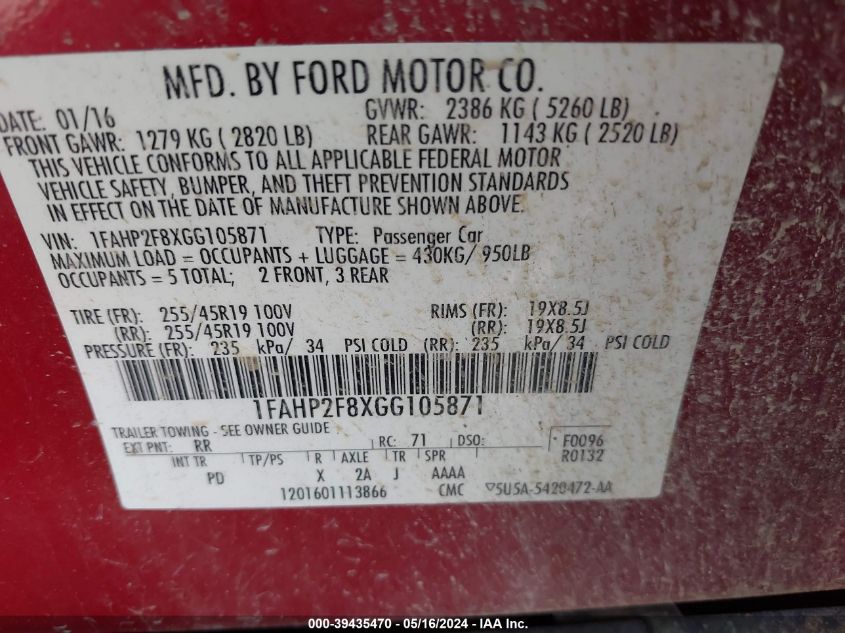 MFD. BY FORD MOTOR CO.
DATE: 01/16 GVWR: 2386 KG ( 5260 LB)
FRONT GAWR: 1279 KG ( 2820 LB) REAR GAWR: 1143 KG ( 2520 LB)
THIS VEHICLE CONFORMS TO ALL APPLICABLE FEDERAL MOTOR
VEHICLE SAFETY, BUMPER, AND THEFT PREVENTION STANDARDS
IN EFFECT ON THE DATE OF MANUFACTURE SHOWN ABOVE.
VIN: 1FAHP2F8XGG105871 TYPE: Passenger Car
MAXIMUM LOAD = OCCUPANTS + LUGGAGE = 430KG/ 950LB
OCCUPANTS = 5 TOTAL; 2 FRONT, 3 REAR
TIRE (FR): 255/45R19 100V RIMS (FR): 19X8.5J
(RR): 255/45R19 100V (RR): 19X8.5J
PRESSURE (FR): 235 kPa/ 34 PSI COLD (RR): 235 kPa/ 34 PSI COLD
1FAHP2F8XGG105871
TRAILER TOWING - SEE OWNER GUIDE
EXT PNT: RR RC: 71 DSO: F0096
INT TR TP/PS R AXLE TR SPR R0132
PD X 2A J AAAA
1201601113866 CMC ▽5U5A-5420472-AA
000-39435470 - 05/16/2024 - IAA Inc.